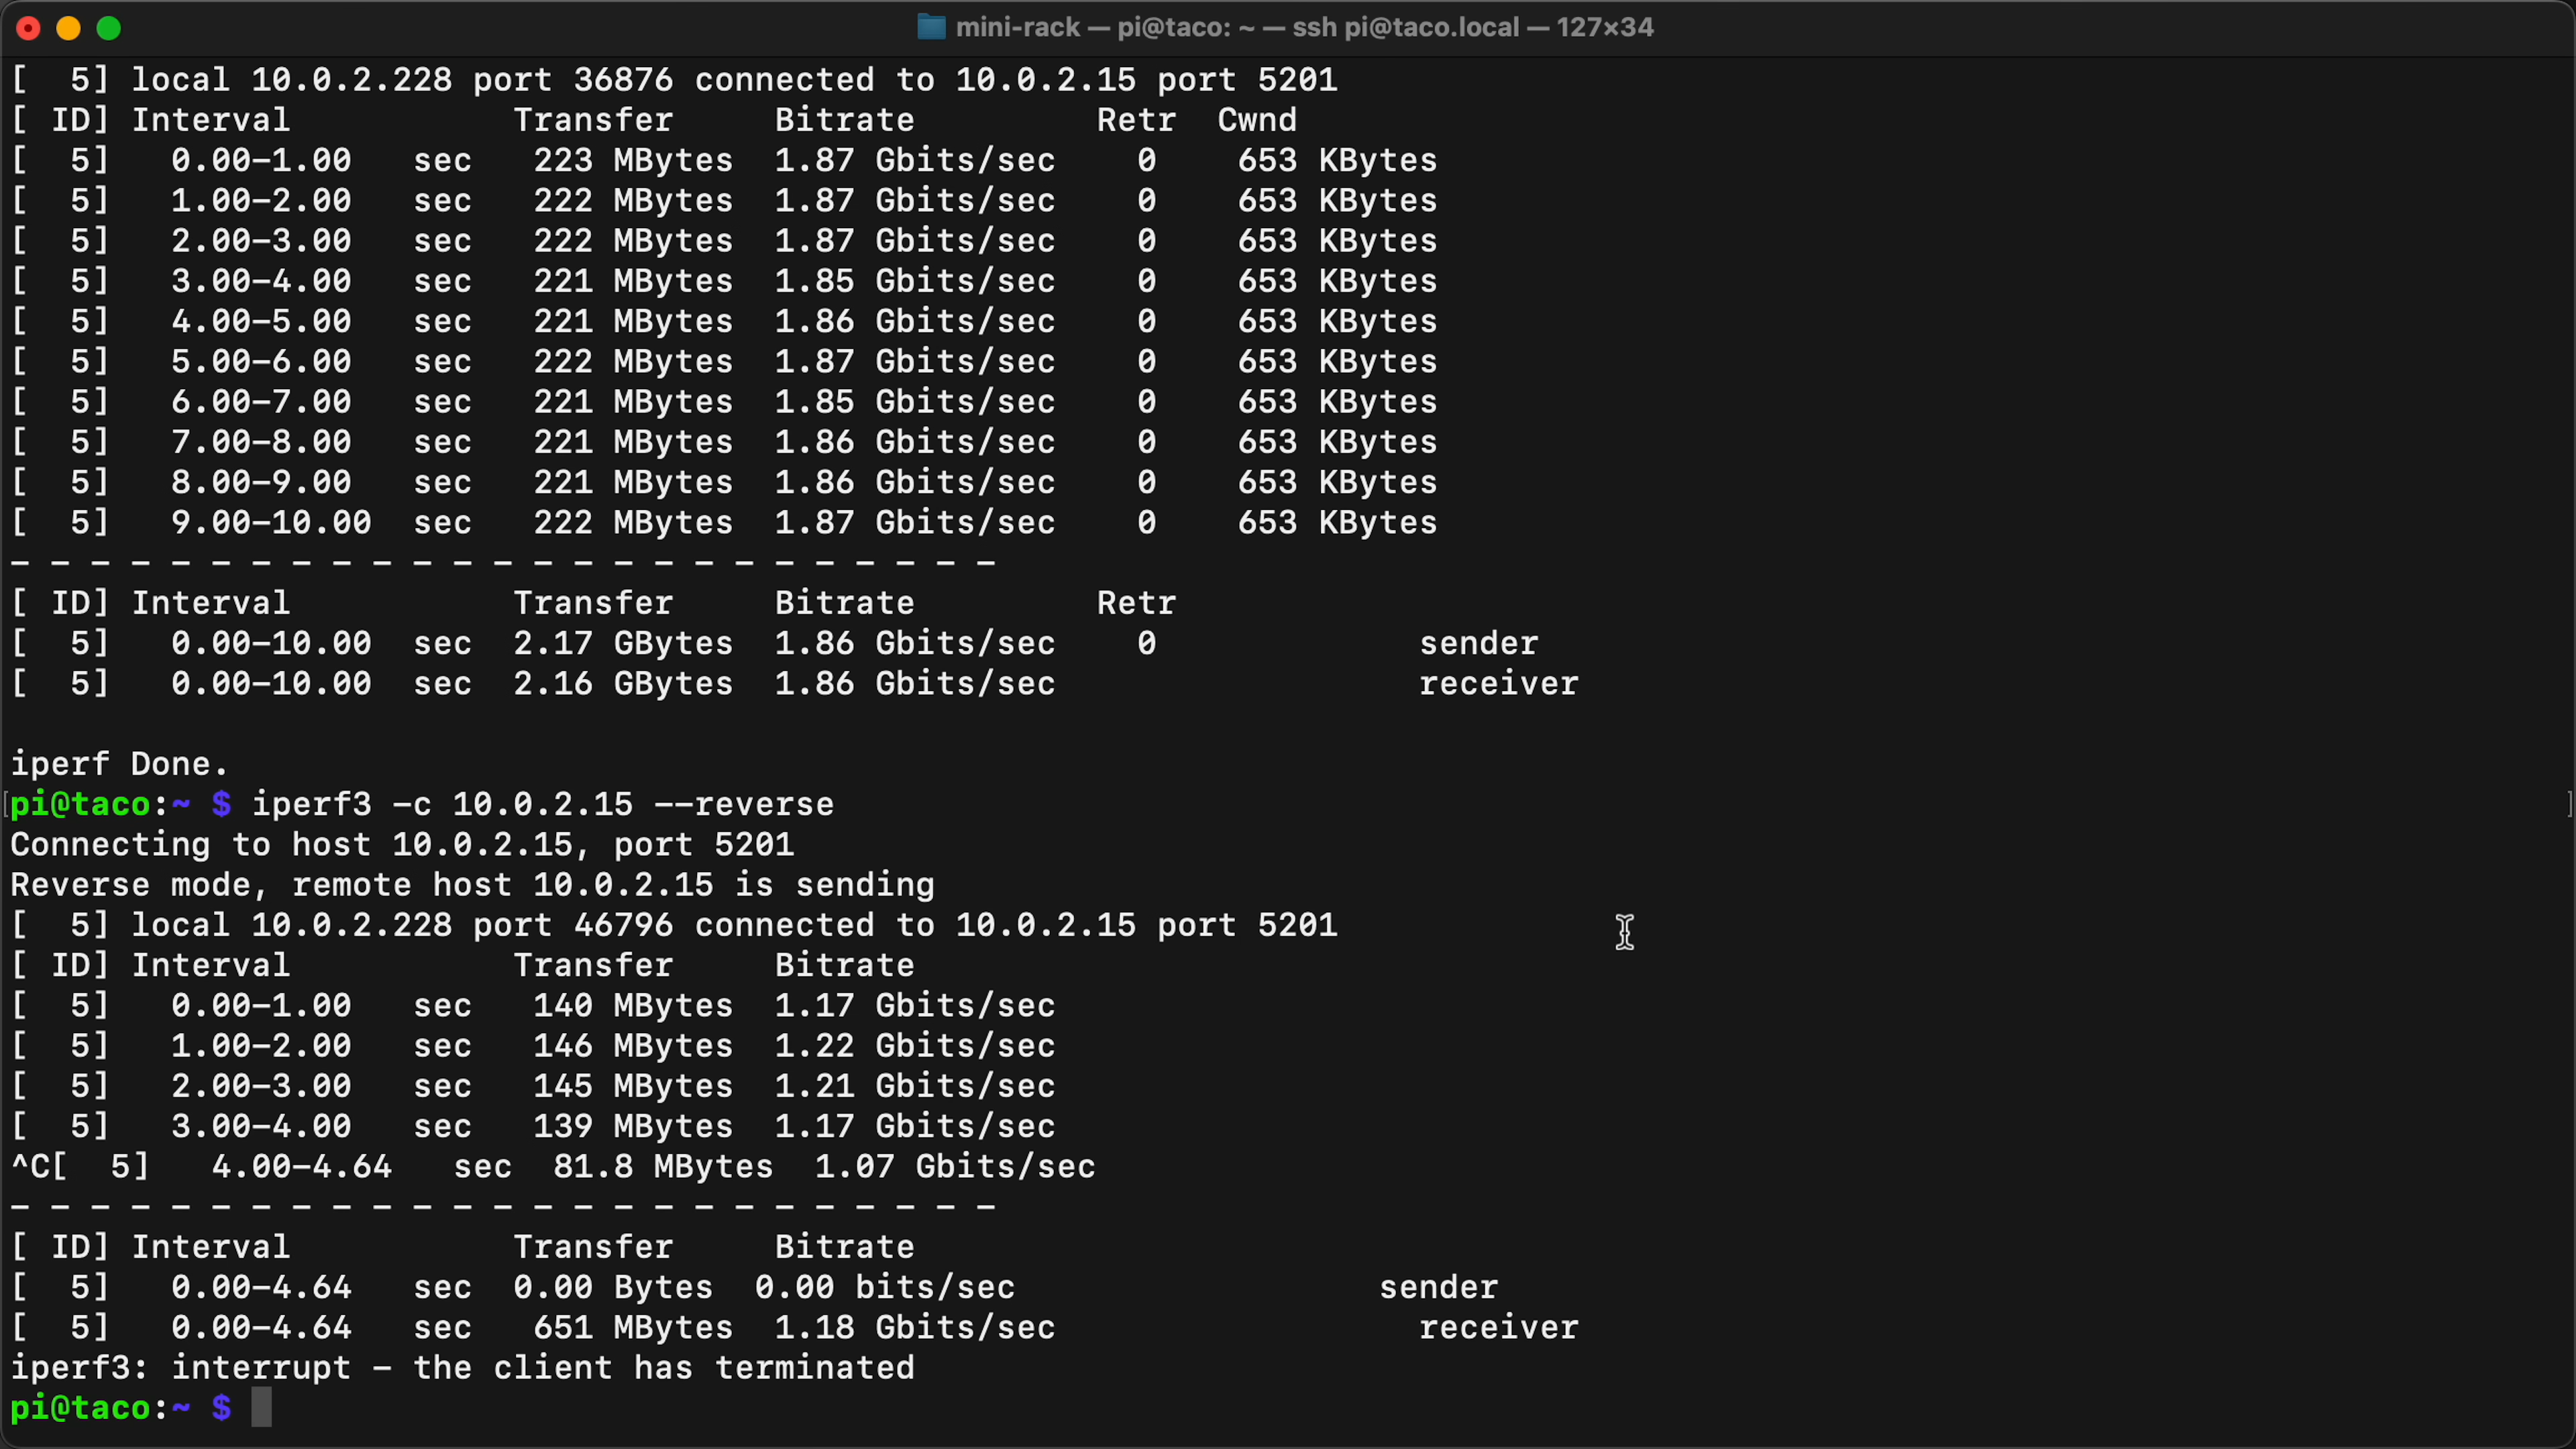 mini-rack — pi@taco: ~ — ssh pi@taco.local — 127×34
[  5] local 10.0.2.228 port 36876 connected to 10.0.2.15 port 5201
[ ID] Interval           Transfer     Bitrate         Retr  Cwnd
[  5]   0.00-1.00   sec   223 MBytes  1.87 Gbits/sec    0    653 KBytes
[  5]   1.00-2.00   sec   222 MBytes  1.87 Gbits/sec    0    653 KBytes
[  5]   2.00-3.00   sec   222 MBytes  1.87 Gbits/sec    0    653 KBytes
[  5]   3.00-4.00   sec   221 MBytes  1.85 Gbits/sec    0    653 KBytes
[  5]   4.00-5.00   sec   221 MBytes  1.86 Gbits/sec    0    653 KBytes
[  5]   5.00-6.00   sec   222 MBytes  1.87 Gbits/sec    0    653 KBytes
[  5]   6.00-7.00   sec   221 MBytes  1.85 Gbits/sec    0    653 KBytes
[  5]   7.00-8.00   sec   221 MBytes  1.86 Gbits/sec    0    653 KBytes
[  5]   8.00-9.00   sec   221 MBytes  1.86 Gbits/sec    0    653 KBytes
[  5]   9.00-10.00  sec   222 MBytes  1.87 Gbits/sec    0    653 KBytes
- - - - - - - - - - - - - - - - - - - - - - - - -
[ ID] Interval           Transfer     Bitrate         Retr
[  5]   0.00-10.00  sec  2.17 GBytes  1.86 Gbits/sec    0             sender
[  5]   0.00-10.00  sec  2.16 GBytes  1.86 Gbits/sec                  receiver

iperf Done.
[pi@taco:~ $ iperf3 -c 10.0.2.15 --reverse ]
Connecting to host 10.0.2.15, port 5201
Reverse mode, remote host 10.0.2.15 is sending
[  5] local 10.0.2.228 port 46796 connected to 10.0.2.15 port 5201
[ ID] Interval           Transfer     Bitrate
[  5]   0.00-1.00   sec   140 MBytes  1.17 Gbits/sec
[  5]   1.00-2.00   sec   146 MBytes  1.22 Gbits/sec
[  5]   2.00-3.00   sec   145 MBytes  1.21 Gbits/sec
[  5]   3.00-4.00   sec   139 MBytes  1.17 Gbits/sec
^C[  5]   4.00-4.64   sec  81.8 MBytes  1.07 Gbits/sec
- - - - - - - - - - - - - - - - - - - - - - - - -
[ ID] Interval           Transfer     Bitrate
[  5]   0.00-4.64   sec  0.00 Bytes  0.00 bits/sec                  sender
[  5]   0.00-4.64   sec   651 MBytes  1.18 Gbits/sec                  receiver
iperf3: interrupt - the client has terminated
pi@taco:~ $